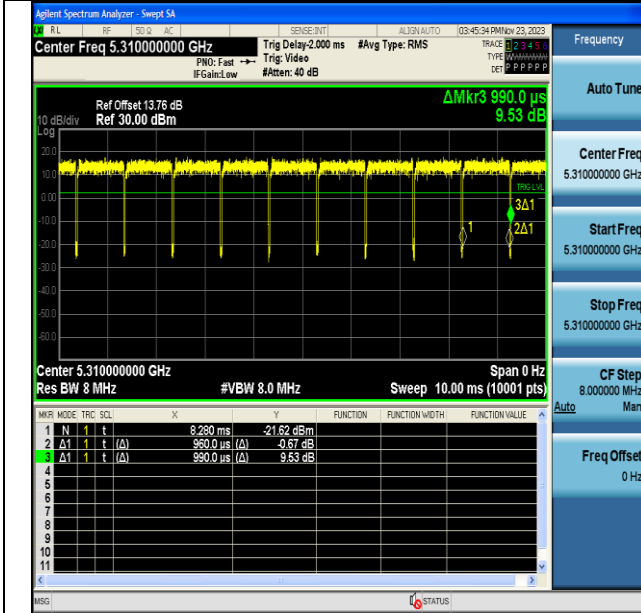 Agilent Spectrum Analyzer - Swept SA
RL RF 50 Ω AC SENSE:INT ALIGN AUTO 03:45:34 PM Nov 23, 2023
Center Freq 5.310000000 GHz
PNO: Fast
IFGain:Low
Trig Delay-2.000 ms
Trig: Video
#Atten: 40 dB
#Avg Type: RMS
TRACE 1 2 3 4 5 6
TYPE
DET P P P P P P
Frequency
ΔMkr3 990.0 µs
9.53 dB
Ref Offset 13.76 dB
10 dB/div Ref 30.00 dBm
Log
20.0
10.0
0.00
-10.0
-20.0
-30.0
-40.0
-50.0
-60.0
TRIG LVL
3Δ1
1
2Δ1
Center 5.310000000 GHz Span 0 Hz
Res BW 8 MHz #VBW 8.0 MHz Sweep 10.00 ms (10001 pts)
MKR MODE TRC SCL X Y FUNCTION FUNCTION WIDTH FUNCTION VALUE
1 N 1 t 8.280 ms -21.62 dBm
2 Δ1 1 t (Δ) 960.0 µs (Δ) -0.67 dB
3 Δ1 1 t (Δ) 990.0 µs (Δ) 9.53 dB
4
5
6
7
8
9
10
11
MSG STATUS
Auto Tune
Center Freq
5.310000000 GHz
Start Freq
5.310000000 GHz
Stop Freq
5.310000000 GHz
CF Step
8.000000 MHz
Auto Man
Freq Offset
0 Hz